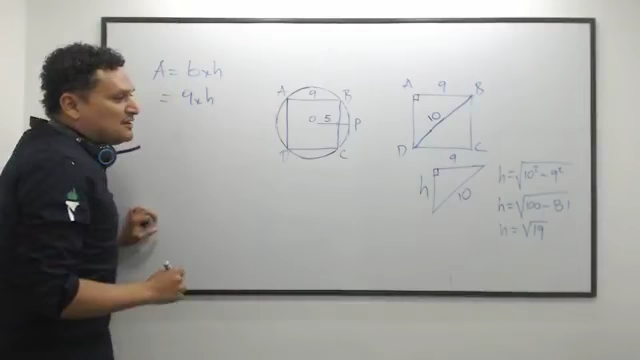 A = b x h
= 9 x h
A 9 B
O 5 P
D C
A 9 B
10
D C
9
h 10
h = √10² - 9²
h = √100 - 81
h = √19